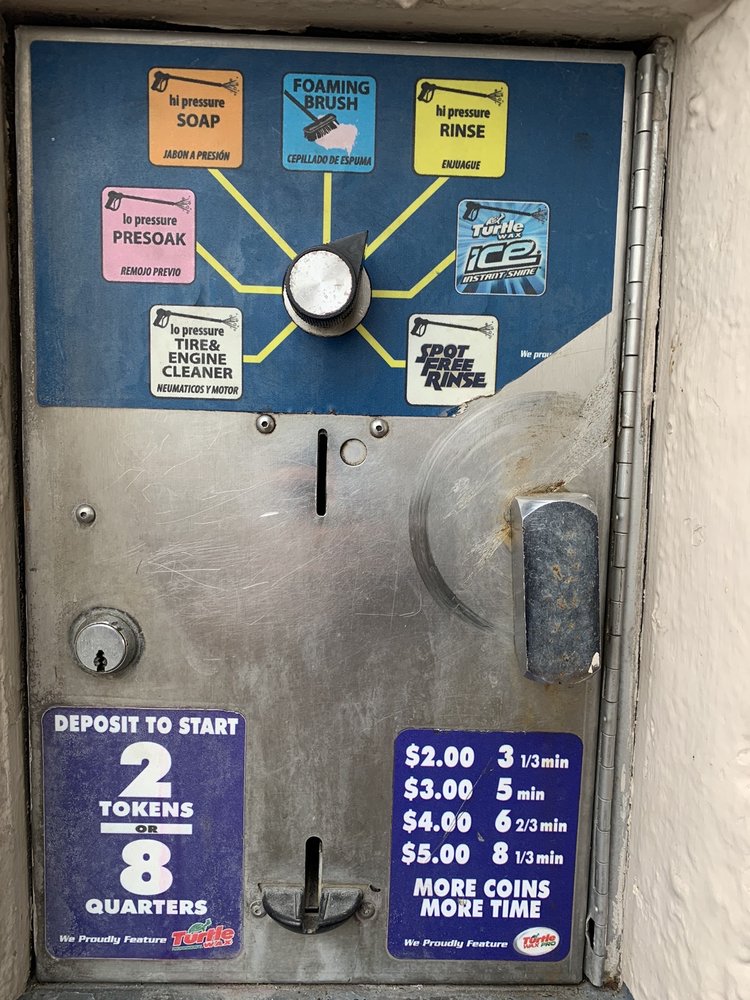 hi pressure
SOAP
JABON A PRESIÓN
FOAMING
BRUSH
CEPILLADO DE ESPUMA
hi pressure
RINSE
ENJUAGUE
lo pressure
PRESOAK
REMOJO PREVIO
Turtle
WAX
ice
INSTANT SHINE
lo pressure
TIRE &
ENGINE
CLEANER
NEUMATICOS Y MOTOR
SPOT
FREE
RINSE
We prou
DEPOSIT TO START
2
TOKENS
OR
8
QUARTERS
We Proudly Feature Turtle WAX
$2.00 3 1/3 min
$3.00 5 min
$4.00 6 2/3 min
$5.00 8 1/3 min
MORE COINS
MORE TIME
We Proudly Feature Turtle WAX PRO